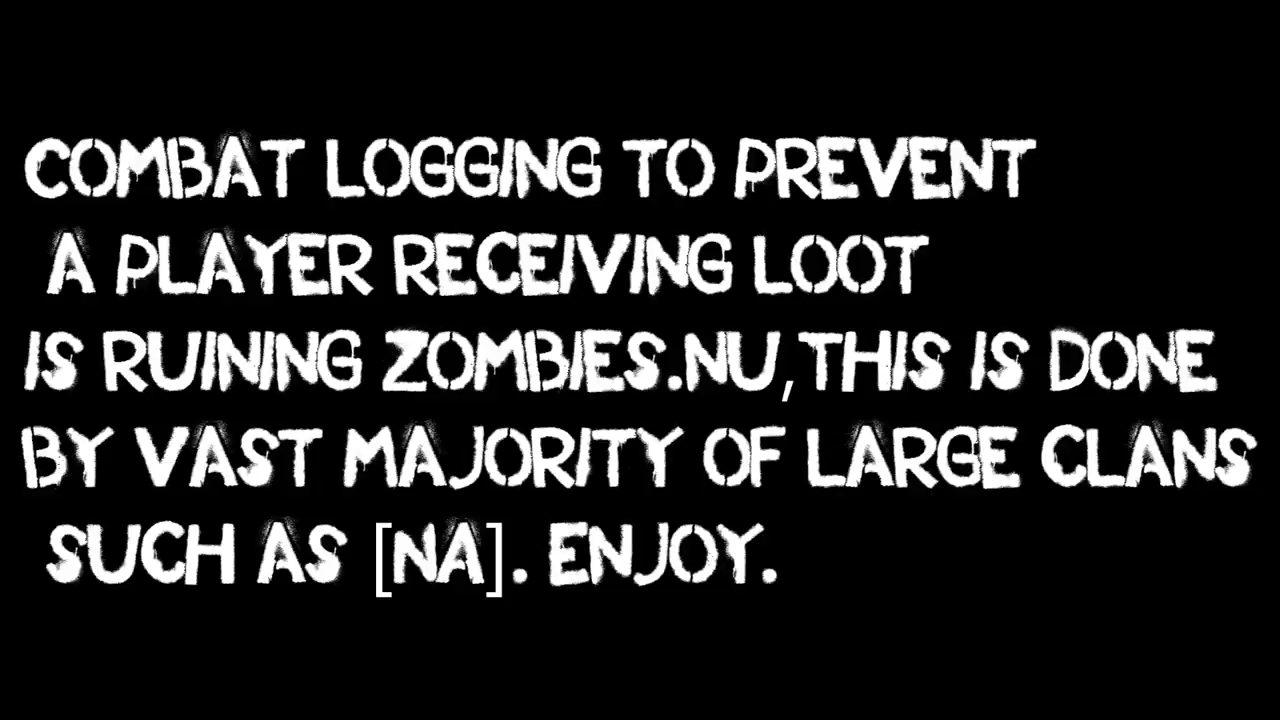 COMBAT LOGGING TO PREVENT
A PLAYER RECEIVING LOOT
IS RUINING ZOMBIES.NU,THIS IS DONE
BY VAST MAJORITY OF LARGE CLANS
SUCH AS [NA]. ENJOY.